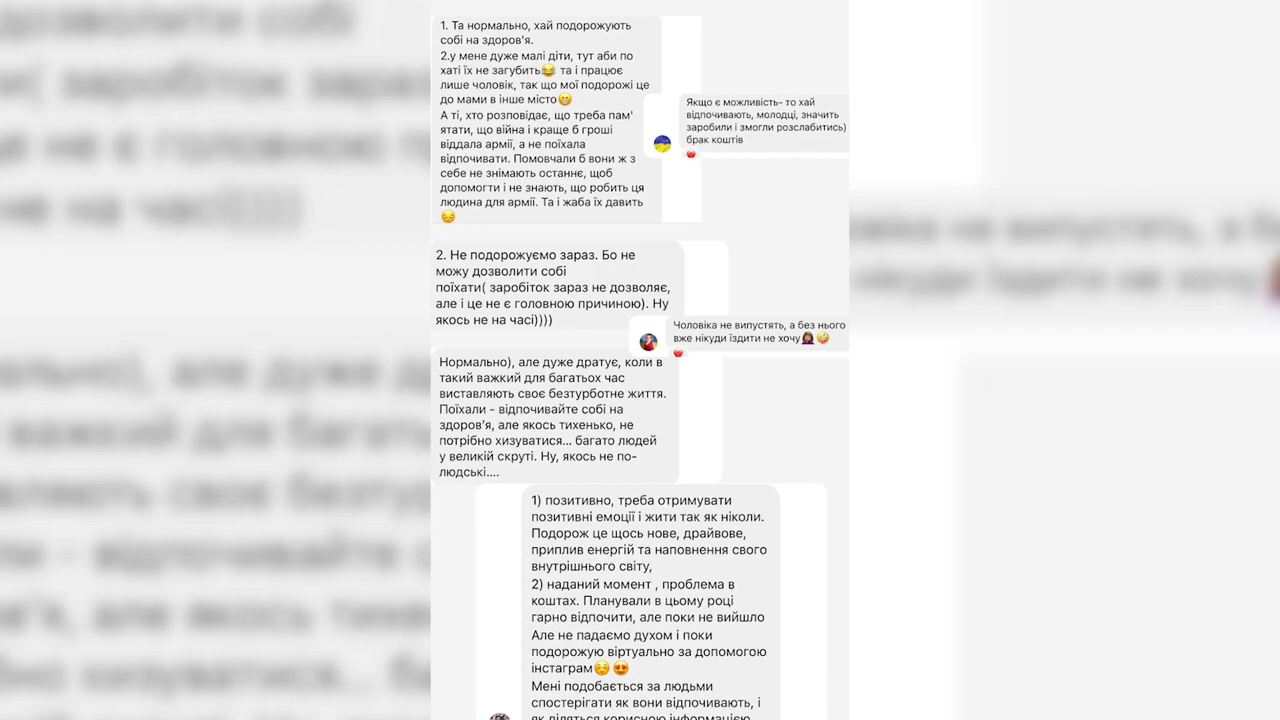 1. Та нормально, хай подорожують
собі на здоров'я.
2.у мене дуже малі діти, тут аби по
хаті їх не загубить😂 та і працює
лише чоловік, так що мої подорожі це
до мами в інше місто😁
А ті, хто розповідає, що треба пам'
ятати, що війна і краще б гроші
віддала армії, а не поїхала
відпочивати. Помовчали б вони ж з
себе не знімають останнє, щоб
допомогти і не знають, що робить ця
людина для армії. Та і жаба їх давить
😔
Якщо є можливість- то хай
відпочивають, молодці, значить
заробили і змогли розслабитись)
брак коштів
2. Не подорожуємо зараз. Бо не
можу дозволити собі
поїхати( заробіток зараз не дозволяє,
але і це не є головною причиною). Ну
якось не на часі))))
Чоловіка не випустять, а без нього
вже нікуди їздити не хочу🤦🏾‍♀️🤣
Нормально), але дуже дратує, коли в
такий важкий для багатьох час
виставляють своє безтурботне життя.
Поїхали - відпочивайте собі на
здоров’я, але якось тихенько, не
потрібно хизуватися... багато людей
у великій скруті. Ну, якось не по-
людські....
1) позитивно, треба отримувати
позитивні емоції і жити так як ніколи.
Подорож це щось нове, драйвове,
приплив енергій та наповнення свого
внутрішнього світу,
2) наданий момент , проблема в
коштах. Планували в цьому році
гарно відпочити, але поки не вийшло
Але не падаємо духом і поки
подорожую віртуально за допомогою
інстаграм☺️😍
Мені подобається за людьми
спостерігати як вони відпочивають, і
як діляться корисною інформацією